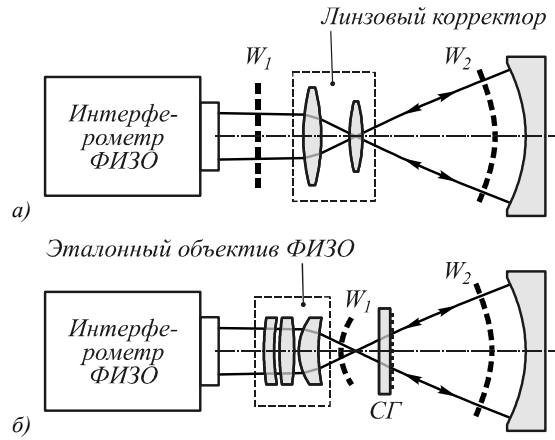 Линзовый корректор
W1
W2
Интерфе-
рометр
ФИЗО
а)
Эталонный объектив ФИЗО
W1
W2
Интерфе-
рометр
ФИЗО
СГ
б)